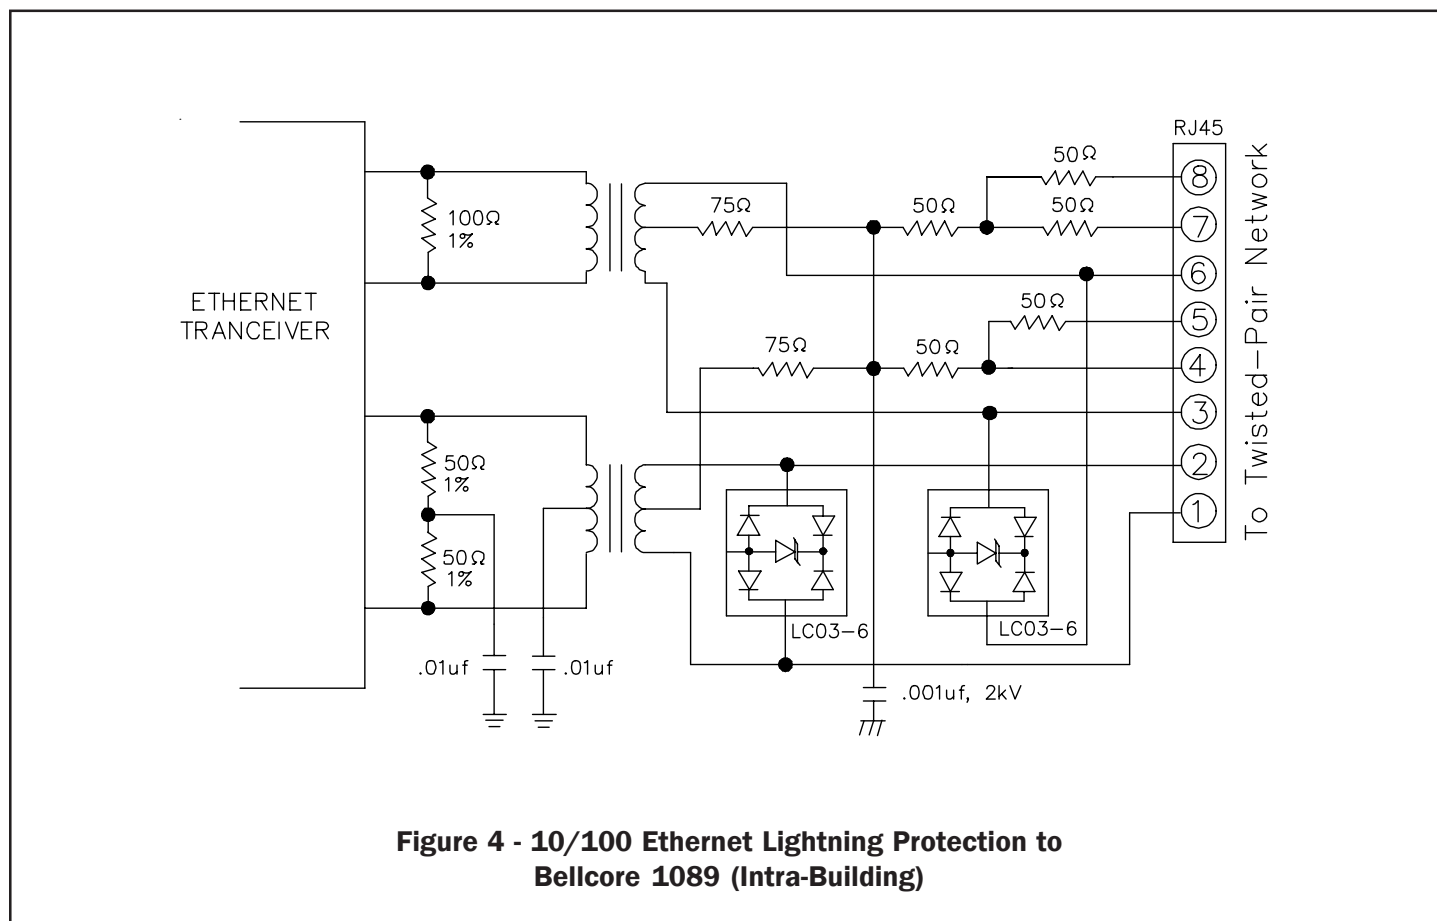 RJ45
50Ω
8
75Ω
50Ω
50Ω
7
100Ω
1%
6
ETHERNET
TRANCEIVER
50Ω
5
75Ω
50Ω
4
3
50Ω
1%
2
1
50Ω
1%
LC03-6
LC03-6
.01uf
.01uf
.001uf, 2kV
To Twisted-Pair Network
Figure 4 - 10/100 Ethernet Lightning Protection to
Bellcore 1089 (Intra-Building)